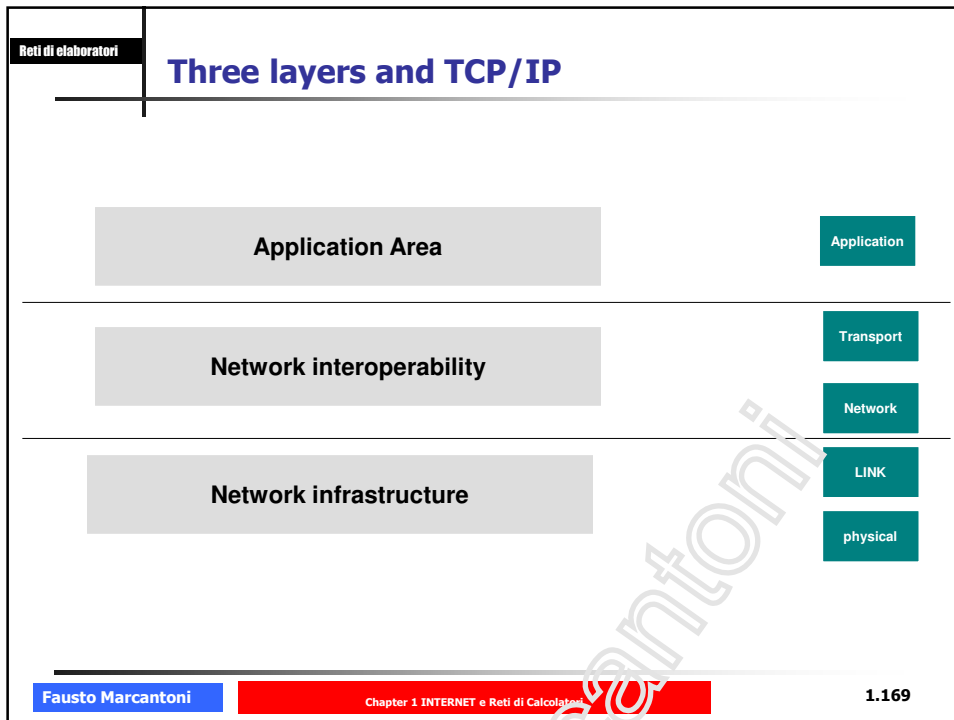 Reti di elaboratori
Three layers and TCP/IP
Application Area
Application
Network interoperability
Transport
Network
Network infrastructure
LINK
physical
Fausto Marcantoni
Chapter 1 INTERNET e Reti di Calcolatori
1.169
antoni